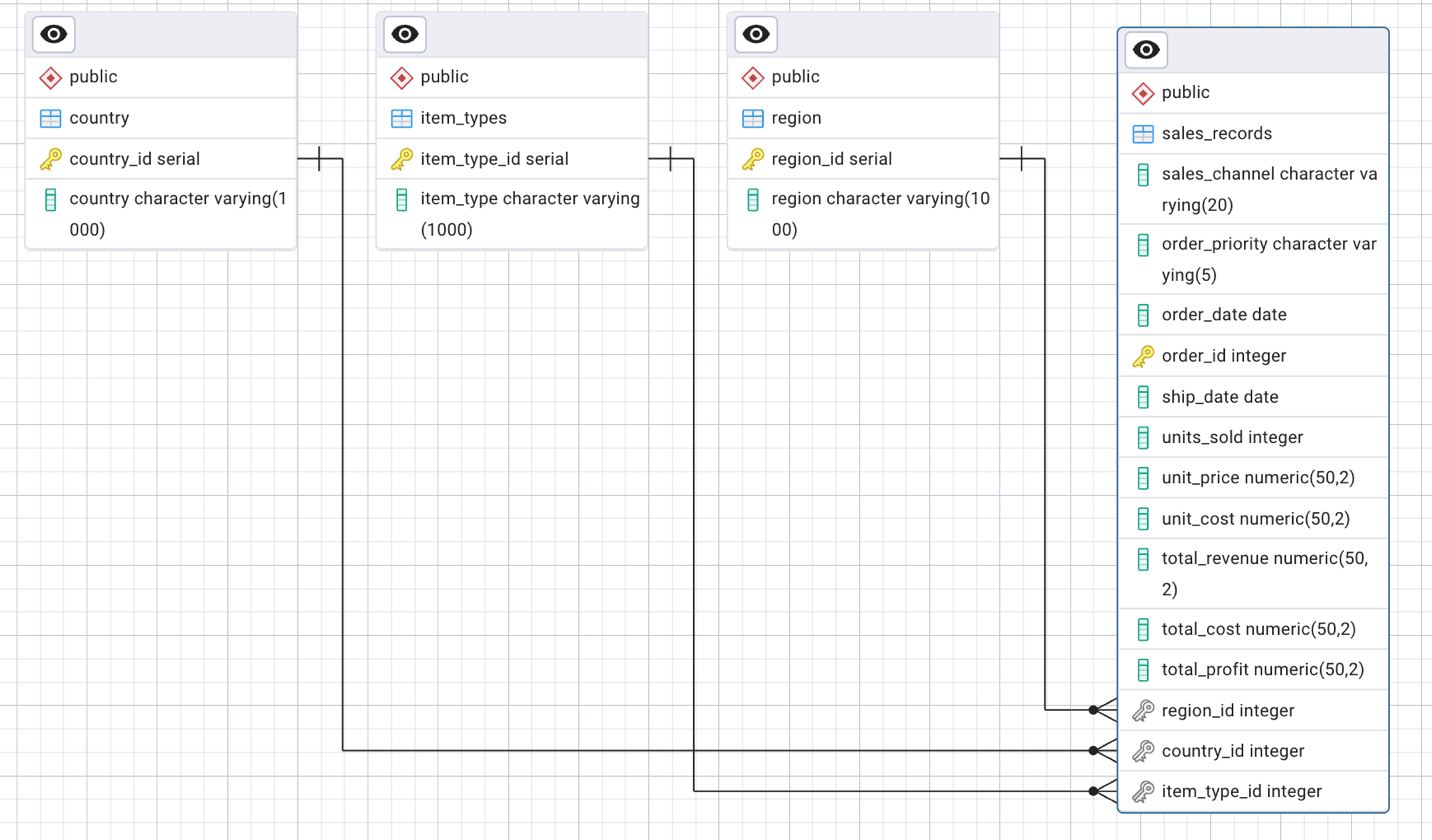 public
country
country_id serial
country character varying(1
000)
public
item_types
item_type_id serial
item_type character varying
(1000)
public
region
region_id serial
region character varying(10
00)
public
sales_records
sales_channel character va
rying(20)
order_priority character var
ying(5)
order_date date
order_id integer
ship_date date
units_sold integer
unit_price numeric(50,2)
unit_cost numeric(50,2)
total_revenue numeric(50,
2)
total_cost numeric(50,2)
total_profit numeric(50,2)
region_id integer
country_id integer
item_type_id integer